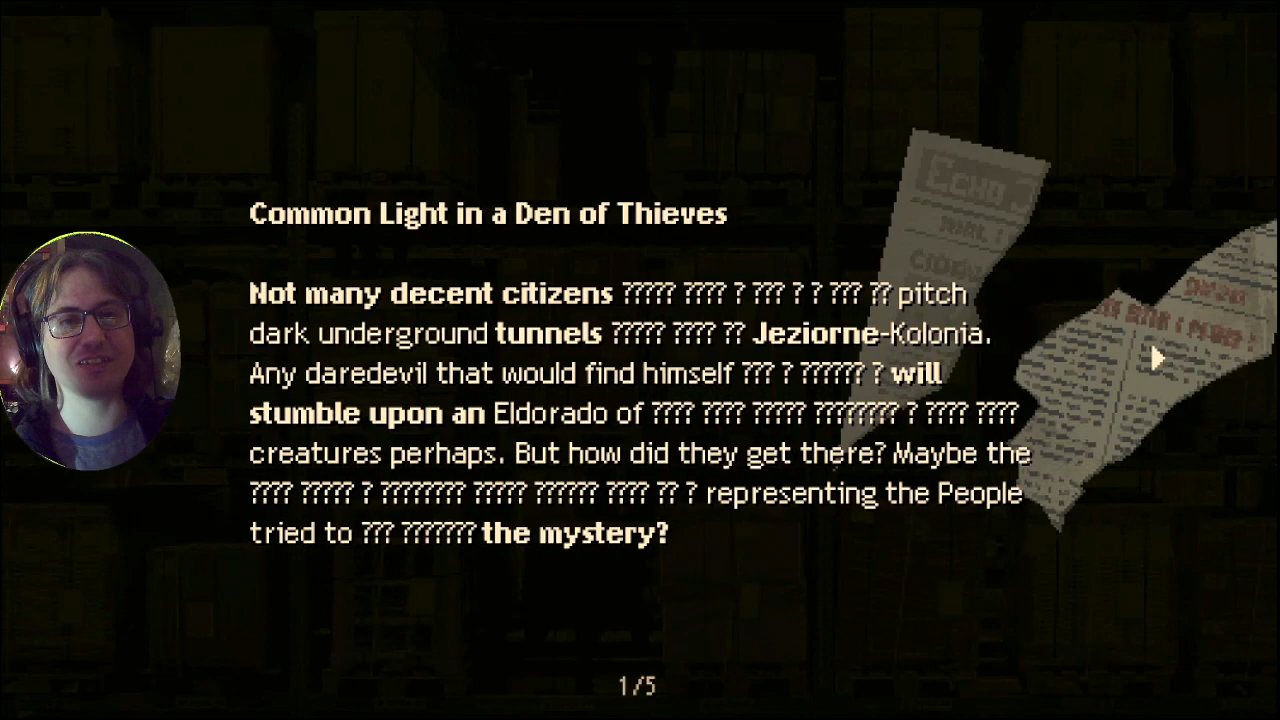 Common Light in a Den of Thieves
Not many decent citizens ????? ???? ? ??? ? ? ??? ?? pitch
dark underground tunnels ????? ???? ?? Jeziorne-Kolonia.
Any daredevil that would find himself ??? ? ?????? ? will
stumble upon an Eldorado of ???? ???? ????? ???????? ? ???? ????
creatures perhaps. But how did they get there? Maybe the
???? ????? ? ???????? ????? ?????? ???? ?? ? representing the People
tried to ??? ??????? the mystery?
1/5
ECHO